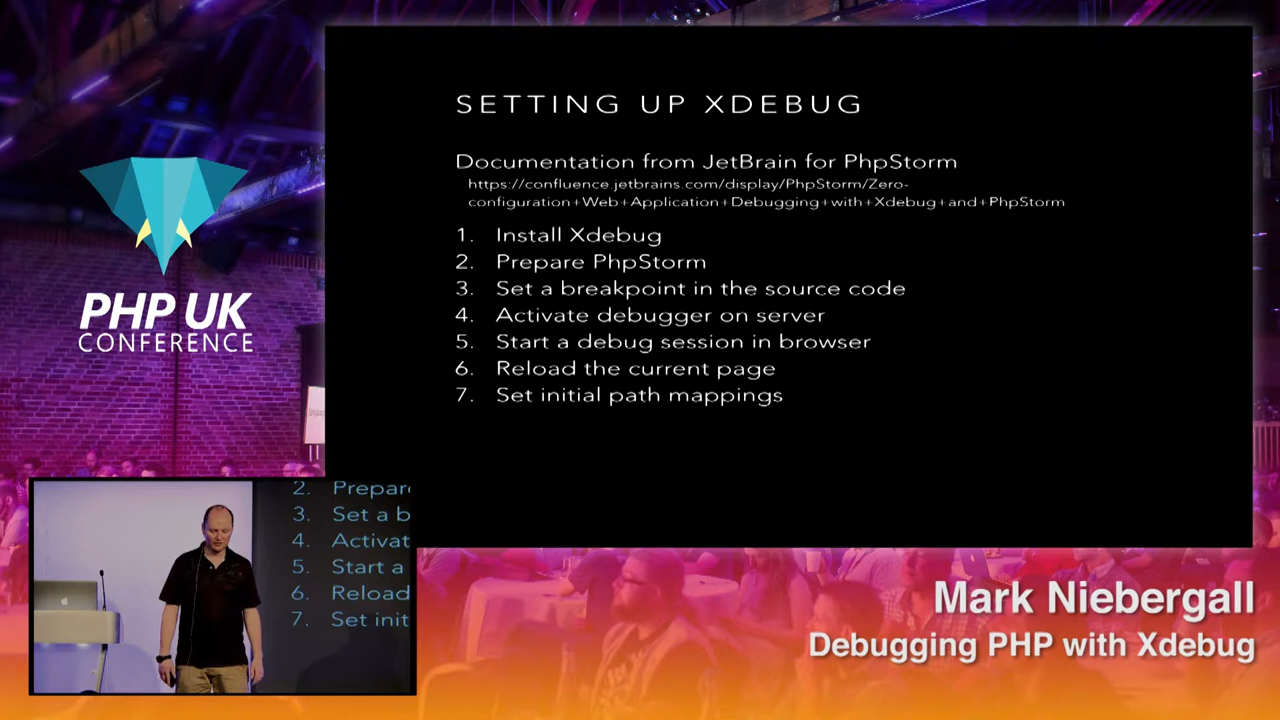 SETTING UP XDEBUG
Documentation from JetBrain for PhpStorm
https://confluence.jetbrains.com/display/PhpStorm/Zero-
configuration+Web+Application+Debugging+with+Xdebug+and+PhpStorm
1. Install Xdebug
2. Prepare PhpStorm
3. Set a breakpoint in the source code
4. Activate debugger on server
5. Start a debug session in browser
6. Reload the current page
7. Set initial path mappings
PHP UK
CONFERENCE
2. Prepar
3. Set a b
4. Activat
5. Start a
6. Reload
7. Set init
Mark Niebergall
Debugging PHP with Xdebug